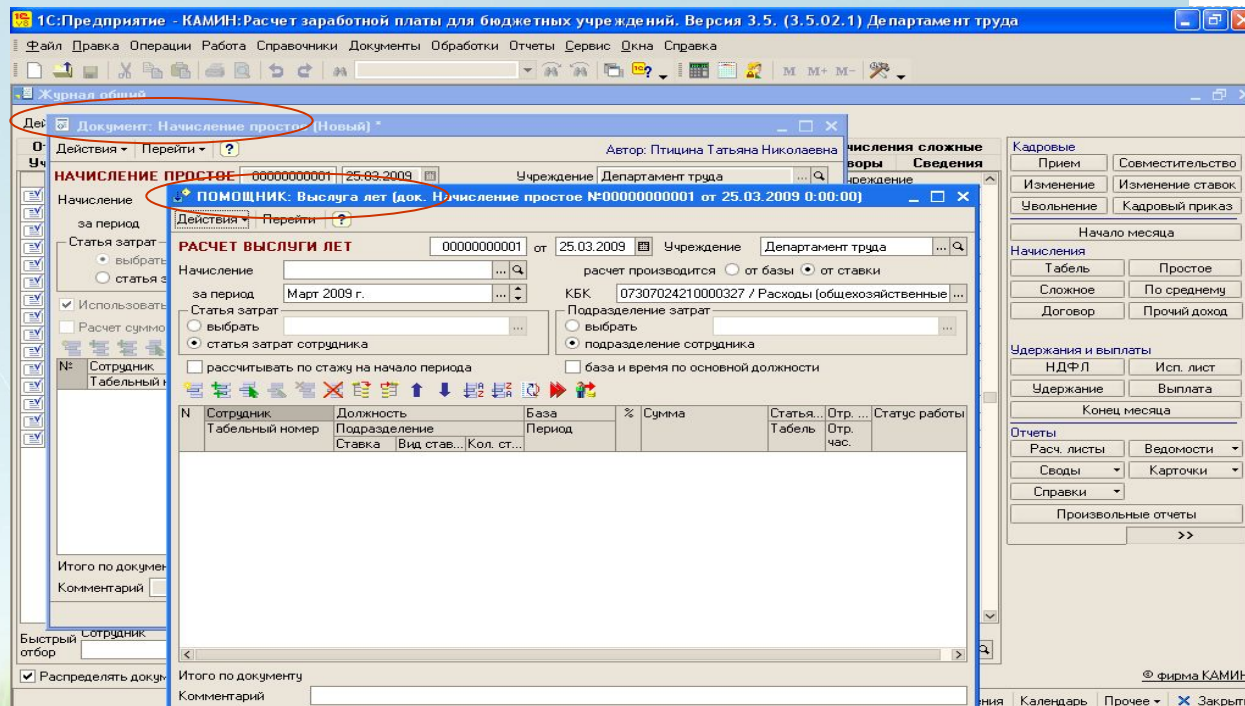 1С:Предприятие - КАМИН:Расчет заработной платы для бюджетных учреждений. Версия 3.5. (3.5.02.1) Департамент труда
Файл Правка Операции Работа Справочники Документы Обработки Отчеты Сервис Окна Справка
M M+ M-
Журнал общий
Документ: Начисление простое (Новый) *
Действия Перейти ? Автор: Птицина Татьяна Николаевна
числения сложные
Сведения
НАЧИСЛЕНИЕ ПРОСТОЕ 00000000001 25.03.2009 Учреждение Департамент труда
ПОМОЩНИК: Выслуга лет (док. Начисление простое №00000000001 от 25.03.2009 0:00:00)
Действия Перейти ?
РАСЧЕТ ВЫСЛУГИ ЛЕТ 00000000001 от 25.03.2009 Учреждение Департамент труда ...
Начисление ... расчет производится от базы от ставки
за период Март 2009 г. ... КБК 07307024210000327 / Расходы (общехозяйственные ...
Статья затрат Подразделение затрат
выбрать ... выбрать ...
статья затрат сотрудника подразделение сотрудника
рассчитывать по стажу на начало периода база и время по основной должности
N Сотрудник Должность База % Сумма Статья... Отр. ... Статус работы
Табельный номер Подразделение Период Табель Отр. час.
Ставка Вид став... Кол. ст...
Итого по документу
Комментарий
Начисление
за период
Статья затрат
выбрать
статья з
Использовать
Расчет суммо
№ Сотрудник
Табельный н
Итого по докумен
Комментарий
Быстрый отбор
Сотрудник
Распределять докум
Кадровые
Прием Совместительство
Изменение Изменение ставок
Увольнение Кадровый приказ
Начало месяца
Начисления
Табель Простое
Сложное По среднему
Договор Прочий доход
Удержания и выплаты
НДФЛ Исп. лист
Удержание Выплата
Конец месяца
Отчеты
Расч. листы Ведомости
Своды Карточки
Справки
Произвольные отчеты
>>
© фирма КАМИН
Календарь Прочее Закрыть